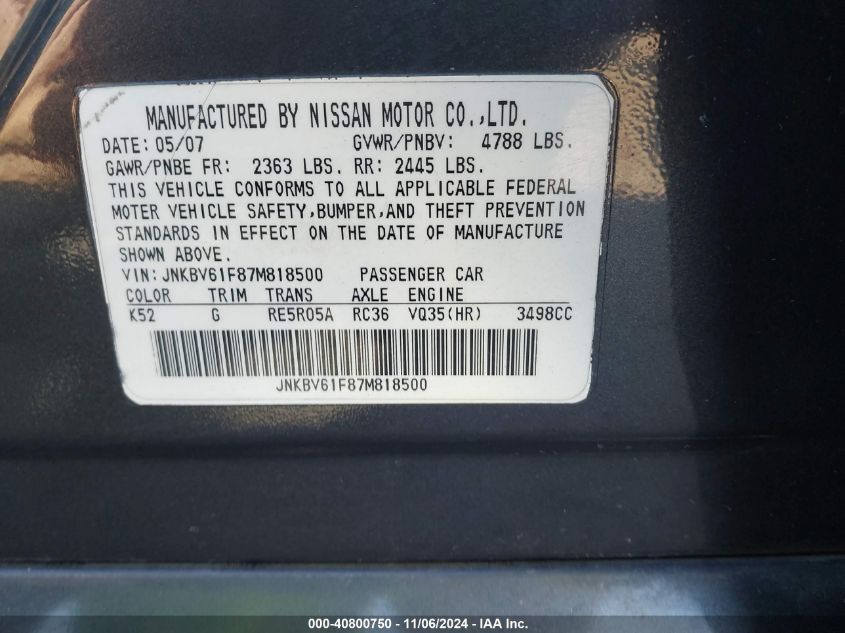 MANUFACTURED BY NISSAN MOTOR CO.,LTD.
DATE: 05/07 GVWR/PNBV: 4788 LBS.
GAWR/PNBE FR: 2363 LBS. RR: 2445 LBS.
THIS VEHICLE CONFORMS TO ALL APPLICABLE FEDERAL
MOTER VEHICLE SAFETY,BUMPER,AND THEFT PREVENTION
STANDARDS IN EFFECT ON THE DATE OF MANUFACTURE
SHOWN ABOVE.
VIN: JNKBV61F87M818500 PASSENGER CAR
COLOR TRIM TRANS AXLE ENGINE
K52 G RE5R05A RC36 VQ35(HR) 3498CC
JNKBV61F87M818500
000-40800750 - 11/06/2024 - IAA Inc.